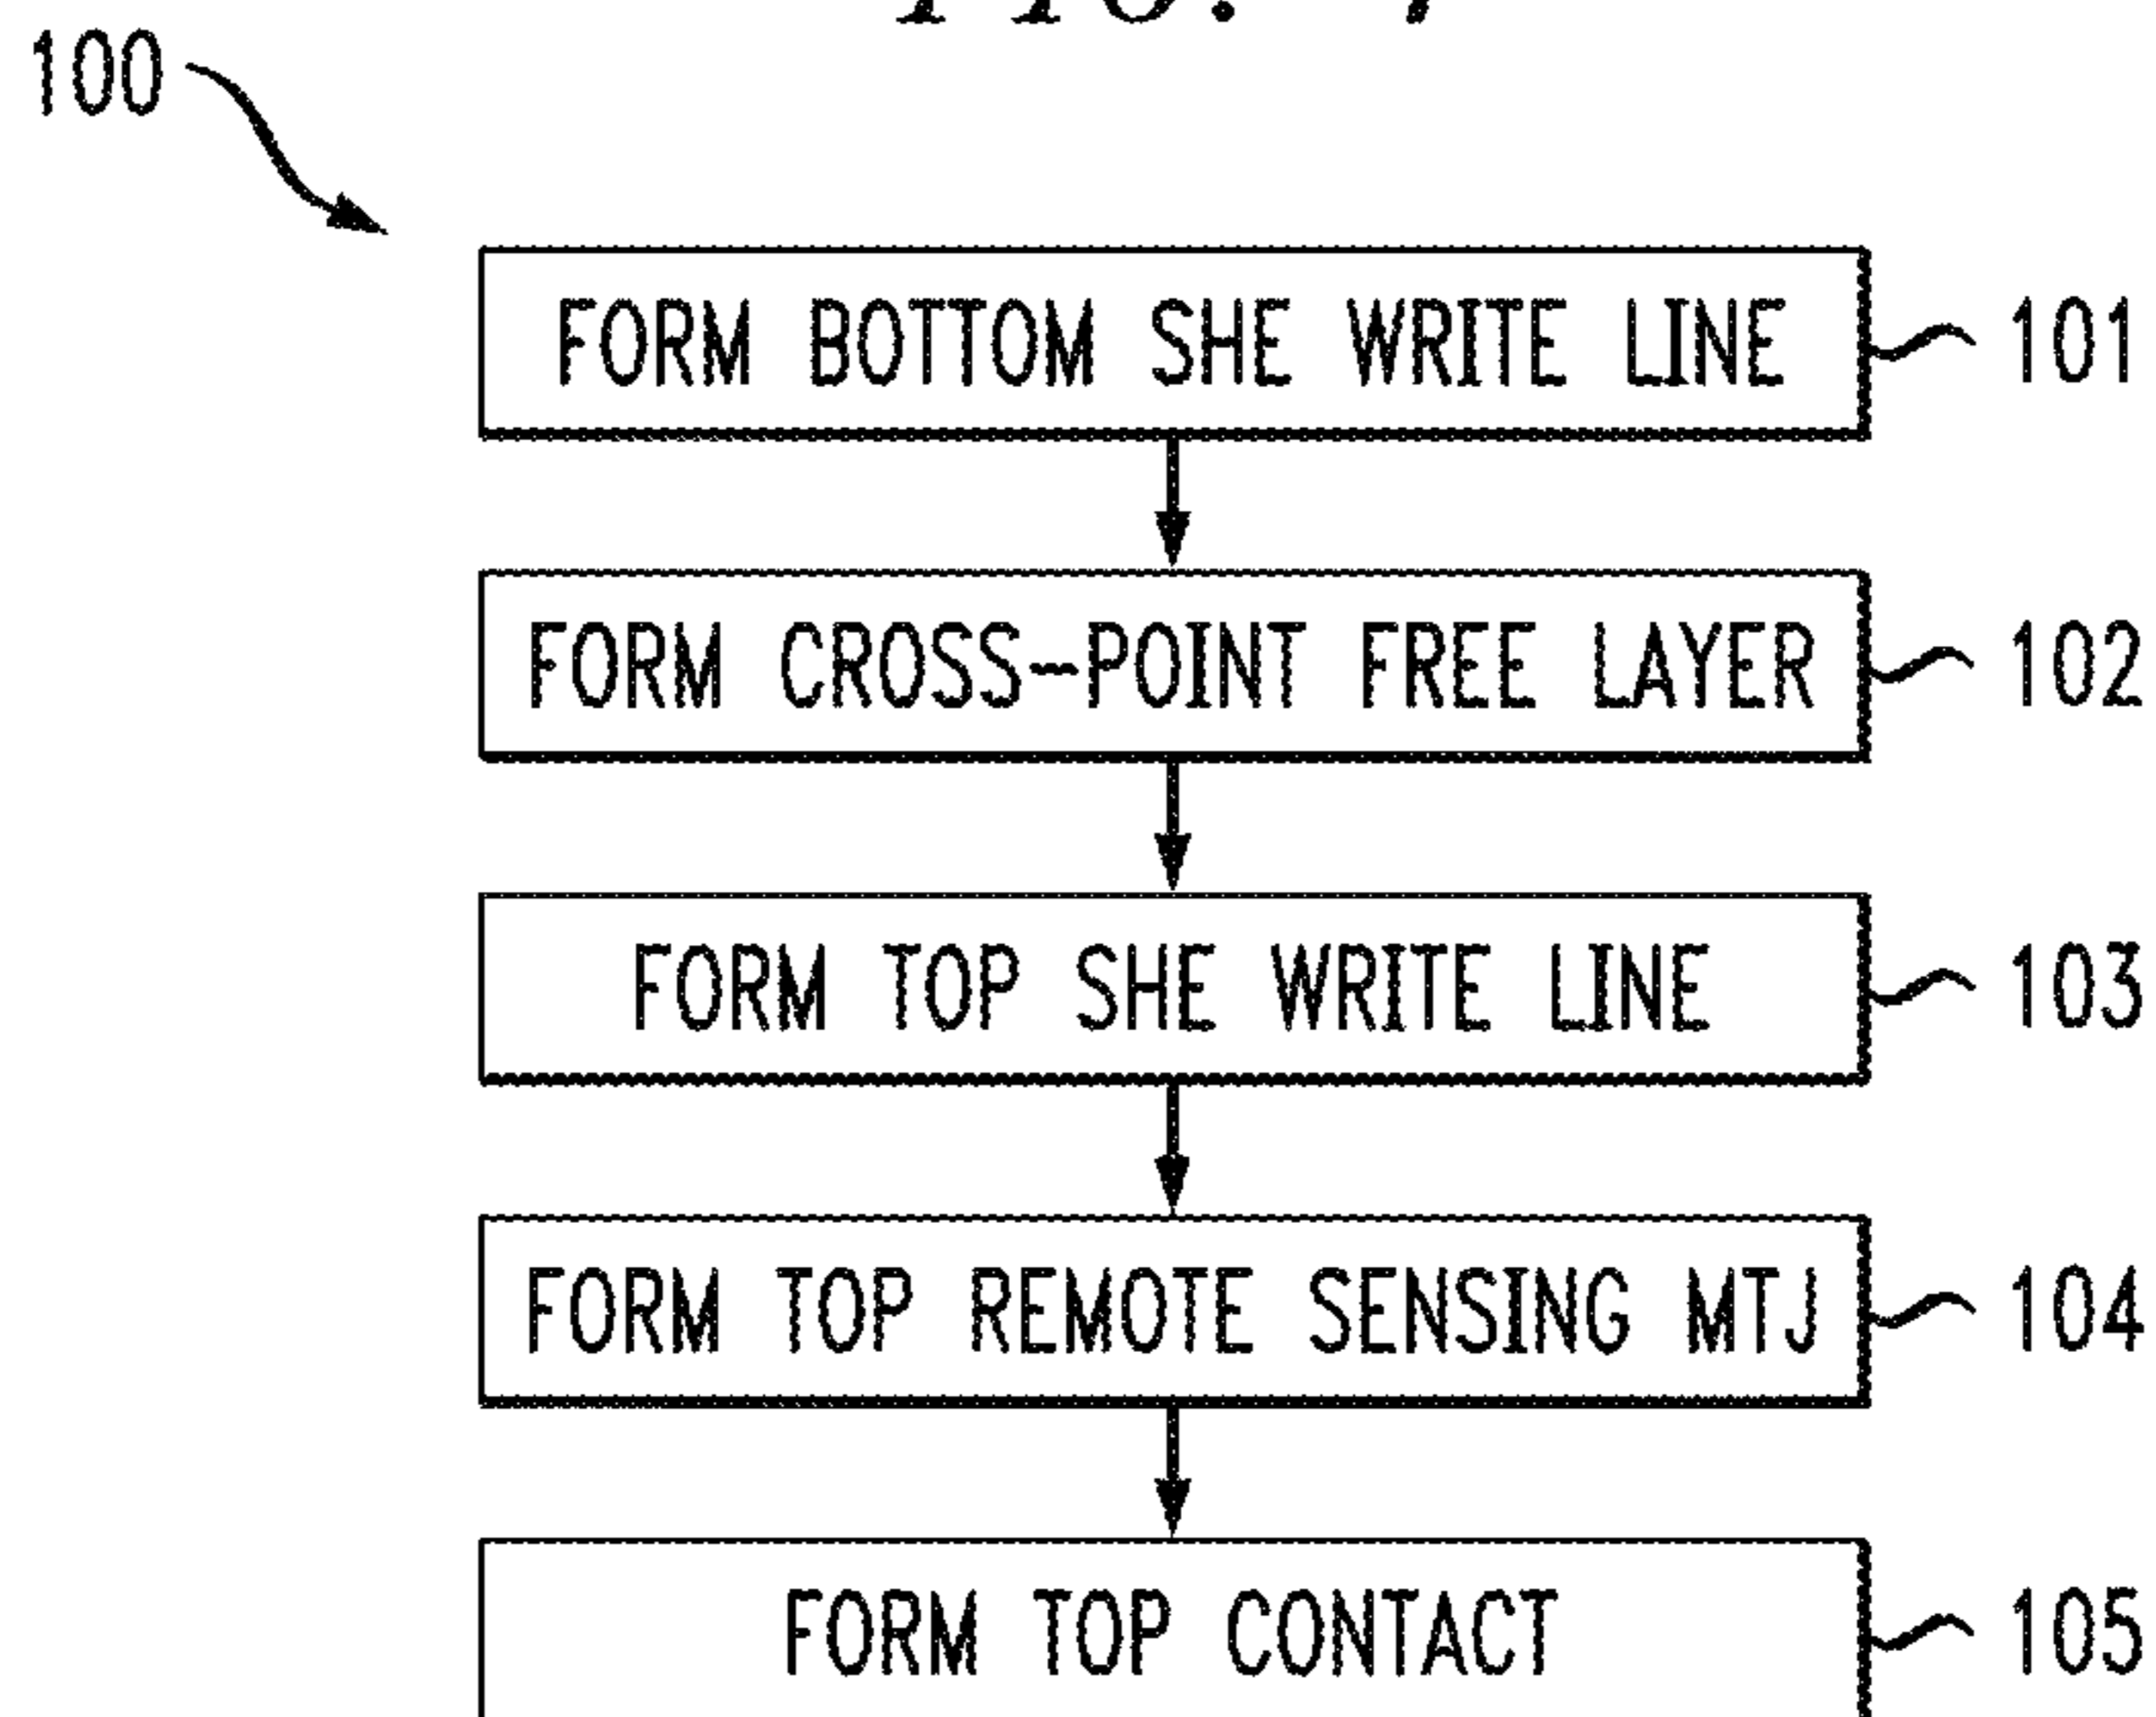 100
FORM BOTTOM SHE WRITE LINE 101
FORM CROSS-POINT FREE LAYER 102
FORM TOP SHE WRITE LINE 103
FORM TOP REMOTE SENSING MTJ 104
FORM TOP CONTACT 105